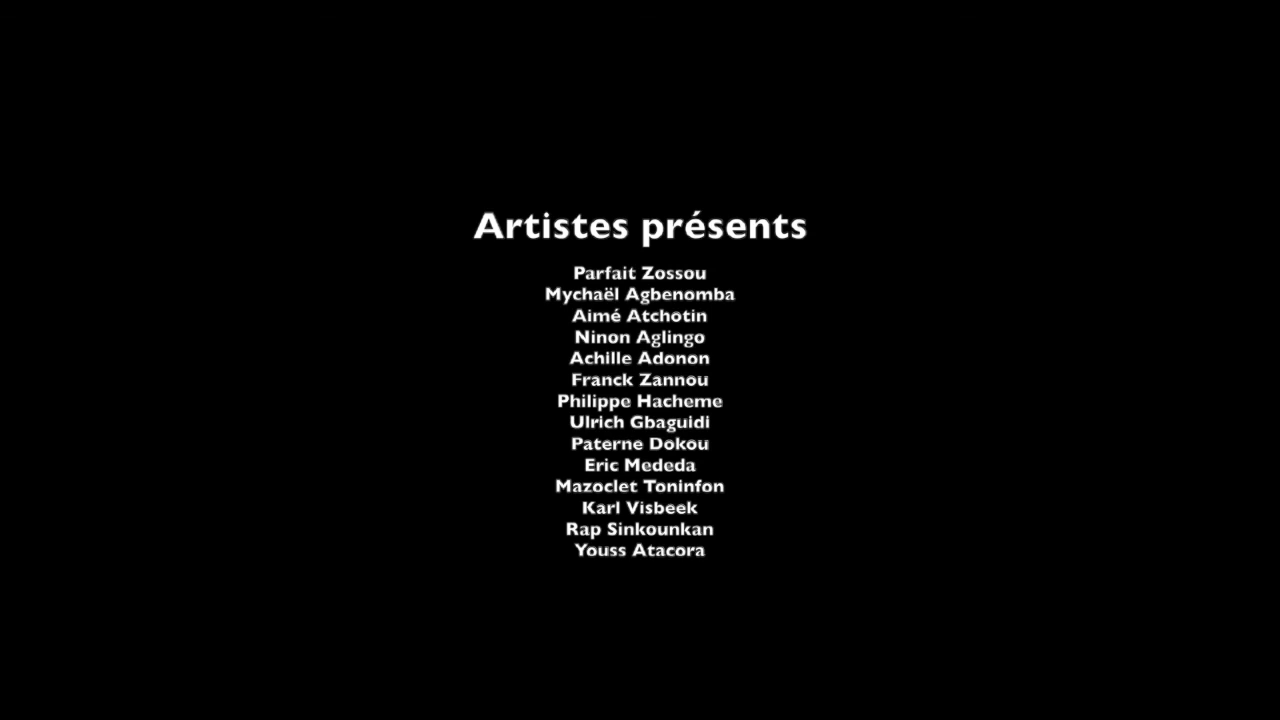 Artistes présents
Parfait Zossou
Mychaël Agbenomba
Aimé Atchotin
Ninon Aglingo
Achille Adonon
Franck Zannou
Philippe Hacheme
Ulrich Gbaguidi
Paterne Dokou
Eric Mededa
Mazoclet Toninfon
Karl Visbeek
Rap Sinkounkan
Youss Atacora